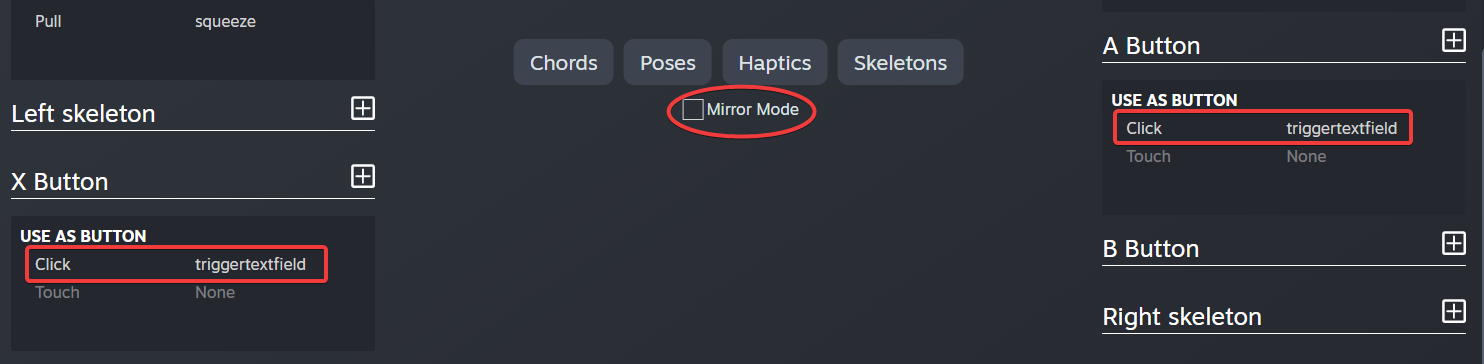 Pull squeeze
Left skeleton
X Button
USE AS BUTTON
Click triggertextfield
Touch None
Chords Poses Haptics Skeletons
Mirror Mode
A Button
USE AS BUTTON
Click triggertextfield
Touch None
B Button
Right skeleton